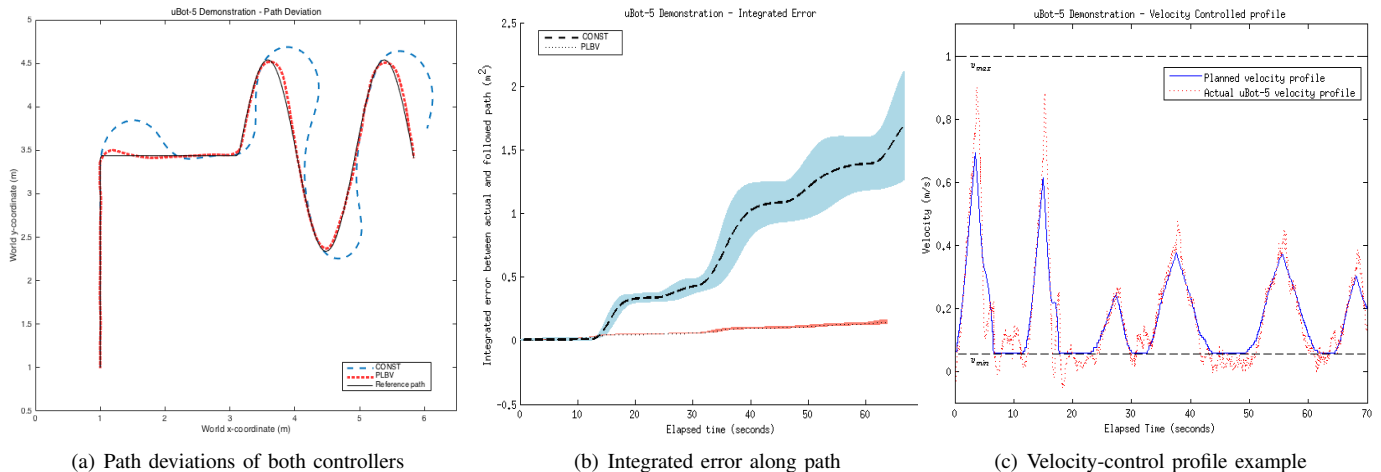 uBot-5 Demonstration - Path Deviation
World y-coordinate (m)
5
4.5
4
3.5
3
2.5
2
1.5
1
0.5
0
1
2
3
4
5
6
World x-coordinate (m)
CONST
PLBV
Reference path
(a) Path deviations of both controllers
uBot-5 Demonstration - Integrated Error
Integrated error between actual and followed path (m²)
2.5
2
1.5
1
0.5
0
-0.5
0
10
20
30
40
50
60
Elapsed time (seconds)
CONST
PLBV
(b) Integrated error along path
uBot-5 Demonstration - Velocity Controlled profile
Velocity (m/s)
1
0.8
0.6
0.4
0.2
0
0
10
20
30
40
50
60
70
Elapsed Time (seconds)
vmax
Planned velocity profile
Actual uBot-5 velocity profile
vmin
(c) Velocity-control profile example